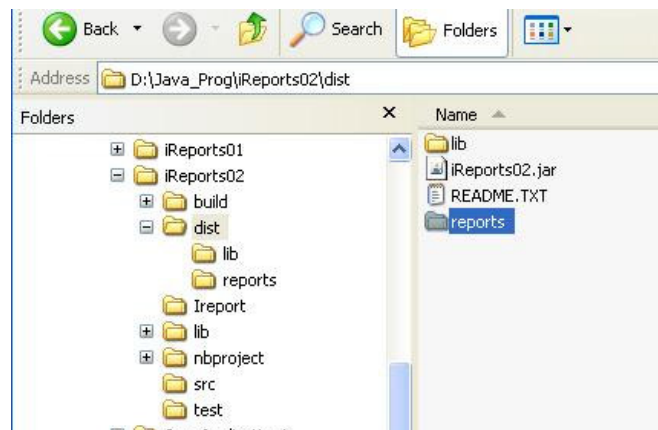 Back Search Folders
Address D:\Java_Prog\iReports02\dist
Folders × Name
iReports01
iReports02
build
dist
lib
reports
Ireport
lib
nbproject
src
test
lib
iReports02.jar
README.TXT
reports